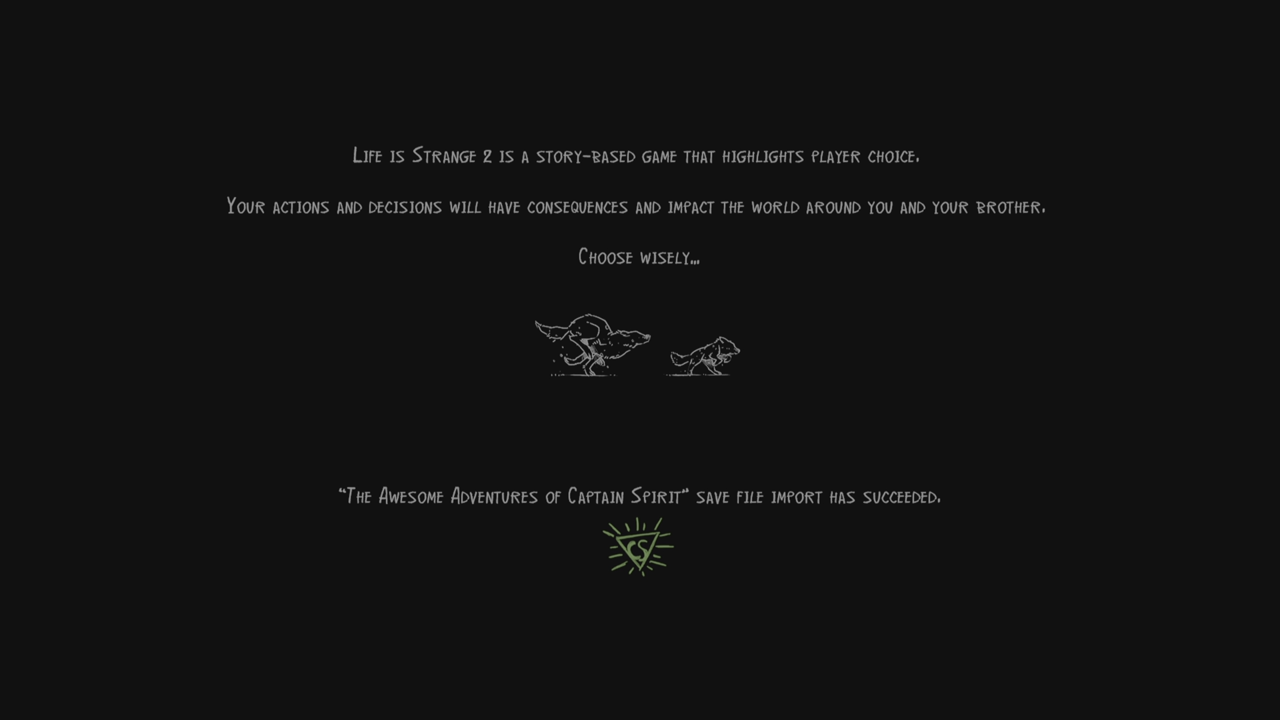 Life is Strange 2 is a story-based game that highlights player choice.
Your actions and decisions will have consequences and impact the world around you and your brother.
Choose wisely...
"The Awesome Adventures of Captain Spirit" save file import has succeeded.
CS